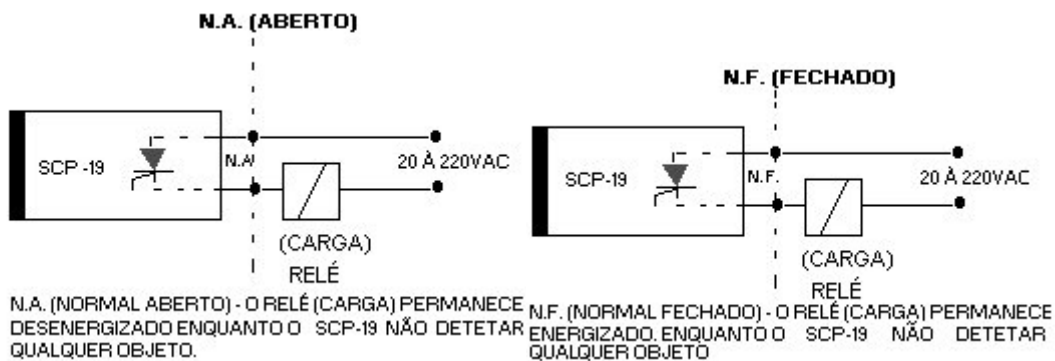 N.A. (ABERTO)
SCP-19
N.A
20 À 220VAC
(CARGA)
RELÉ
N.A. (NORMAL ABERTO) - O RELÉ (CARGA) PERMANECE
DESENERGIZADO ENQUANTO O SCP-19 NÃO DETETAR
QUALQUER OBJETO.
N.F. (FECHADO)
SCP-19
N.F.
20 À 220VAC
(CARGA)
RELÉ
N.F. (NORMAL FECHADO) - O RELÉ (CARGA) PERMANECE
ENERGIZADO. ENQUANTO O SCP-19 NÃO DETETAR
QUALQUER OBJETO